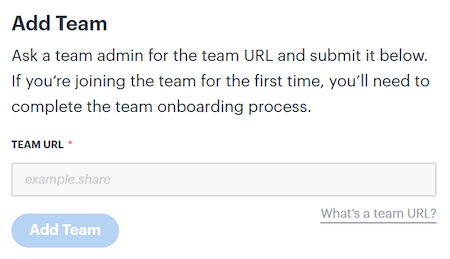 Add Team
Ask a team admin for the team URL and submit it below.
If you’re joining the team for the first time, you’ll need to
complete the team onboarding process.
TEAM URL *
example.share
What’s a team URL?
Add Team